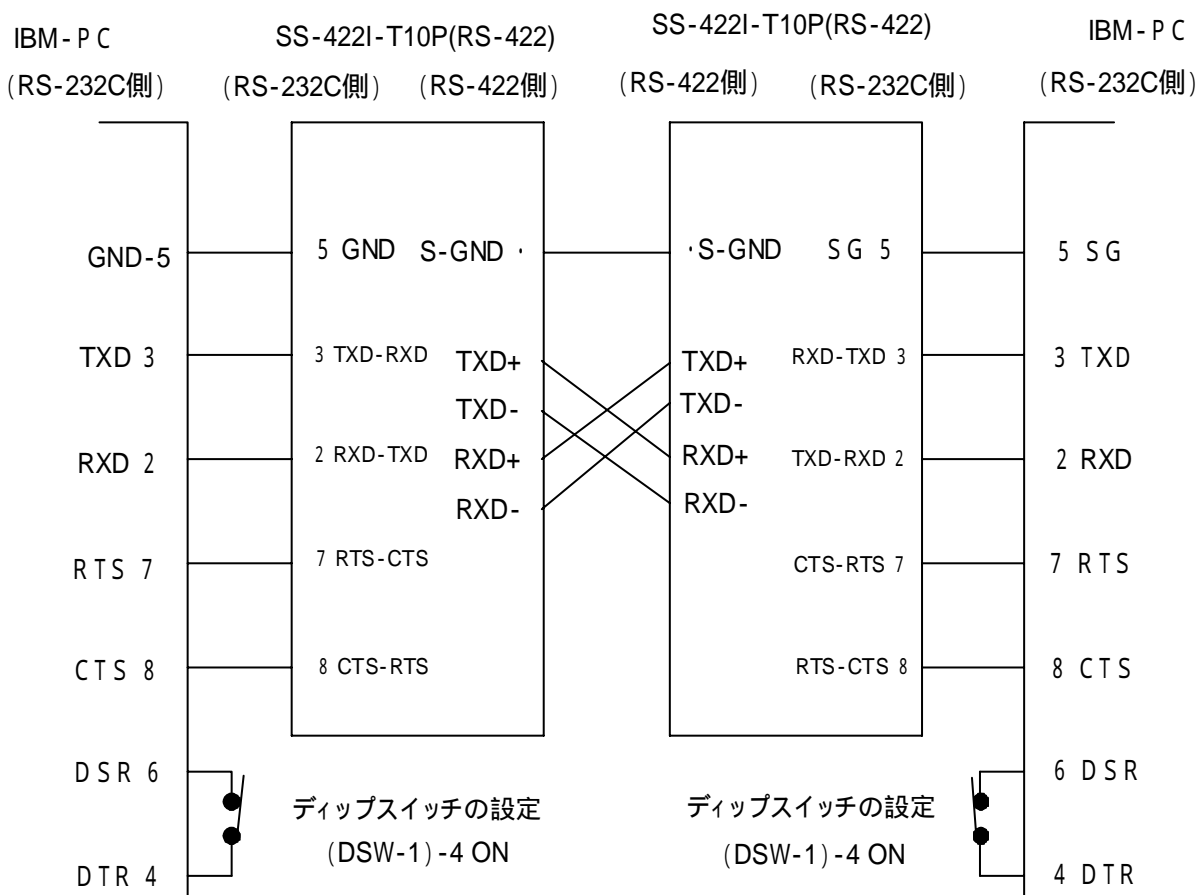 IBM-PC SS-422I-T10P(RS-422) SS-422I-T10P(RS-422) IBM-PC
(RS-232C側) (RS-232C側) (RS-422側) (RS-422側) (RS-232C側) (RS-232C側)
GND-5 5 GND S-GND ・ ・S-GND SG 5 5 SG
TXD 3 3 TXD-RXD TXD+ TXD+ RXD-TXD 3 3 TXD
TXD- TXD-
RXD 2 2 RXD-TXD RXD+ RXD+ TXD-RXD 2 2 RXD
RXD- RXD-
RTS 7 7 RTS-CTS CTS-RTS 7 7 RTS
CTS 8 8 CTS-RTS RTS-CTS 8 8 CTS
DSR 6 6 DSR
ディップスイッチの設定 ディップスイッチの設定
(DSW-1)-4 ON (DSW-1)-4 ON
DTR 4 4 DTR